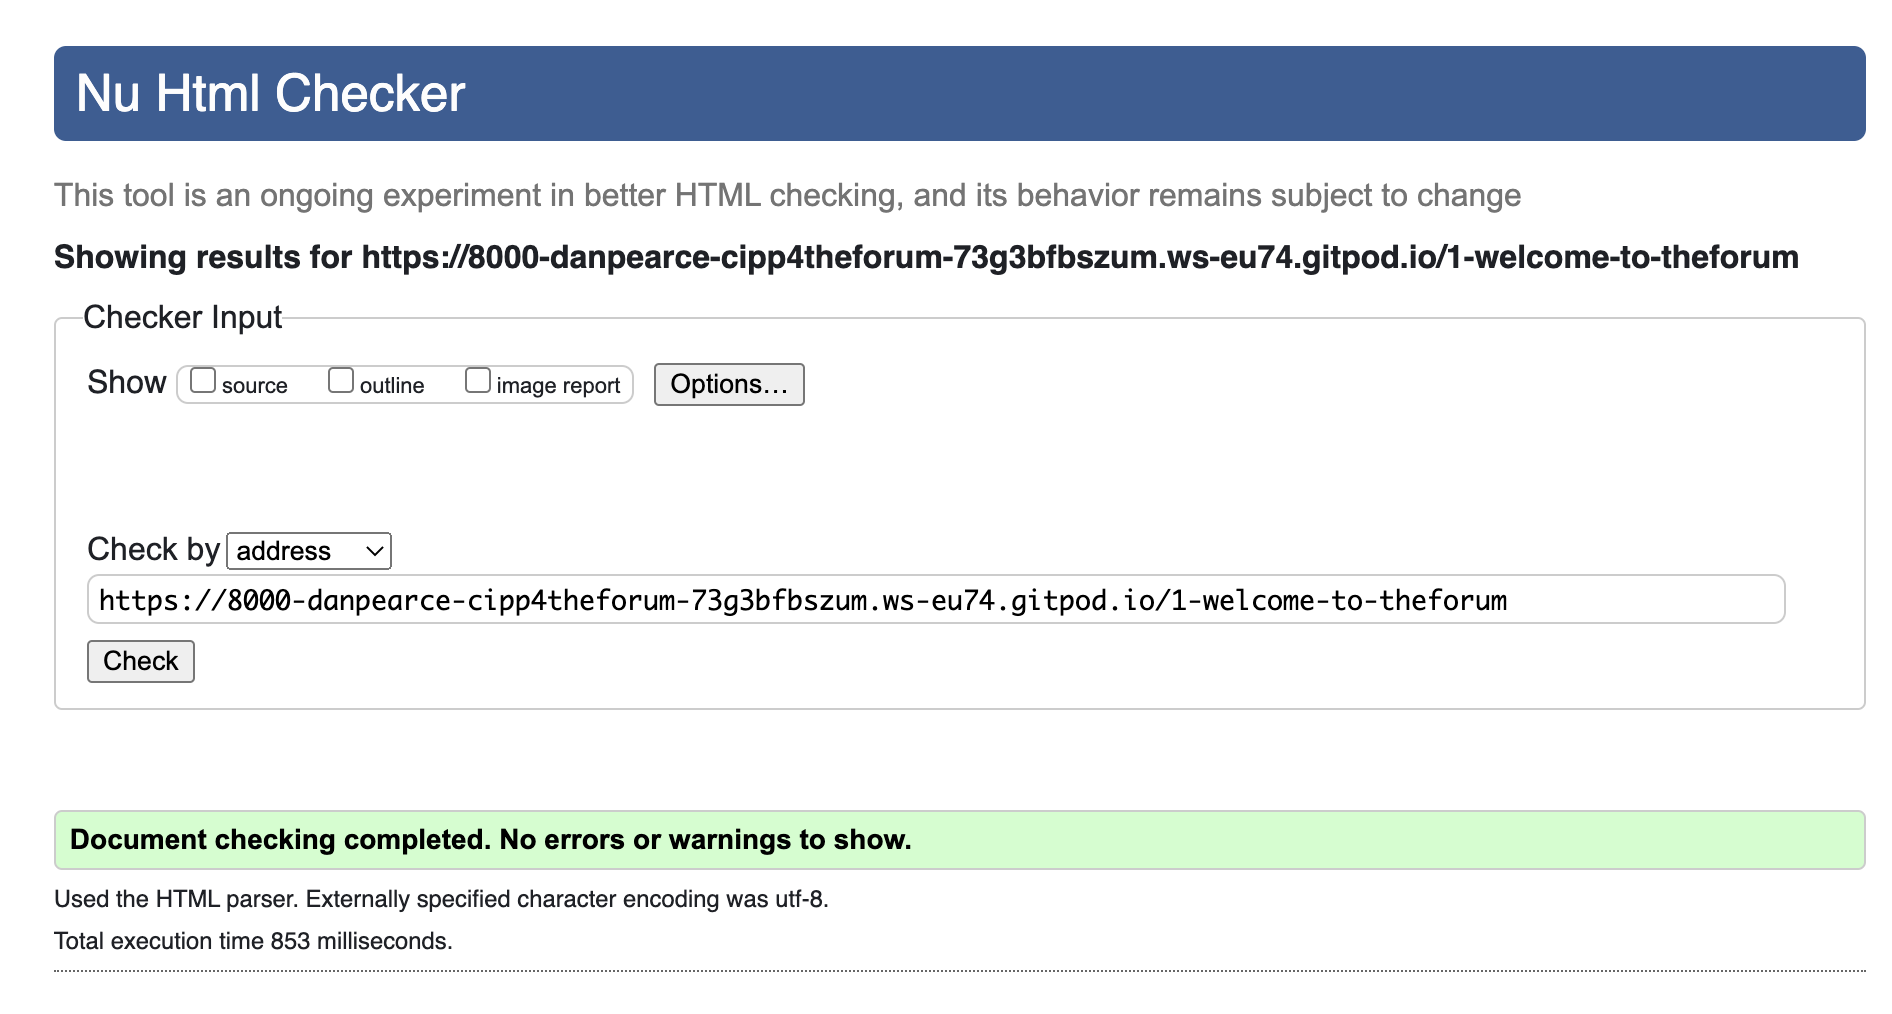 Nu Html Checker
This tool is an ongoing experiment in better HTML checking, and its behavior remains subject to change
Showing results for https://8000-danpearce-cipp4theforum-73g3bfbszum.ws-eu74.gitpod.io/1-welcome-to-theforum
Checker Input
Show source outline image report Options...
Check by address
https://8000-danpearce-cipp4theforum-73g3bfbszum.ws-eu74.gitpod.io/1-welcome-to-theforum
Check
Document checking completed. No errors or warnings to show.
Used the HTML parser. Externally specified character encoding was utf-8.
Total execution time 853 milliseconds.